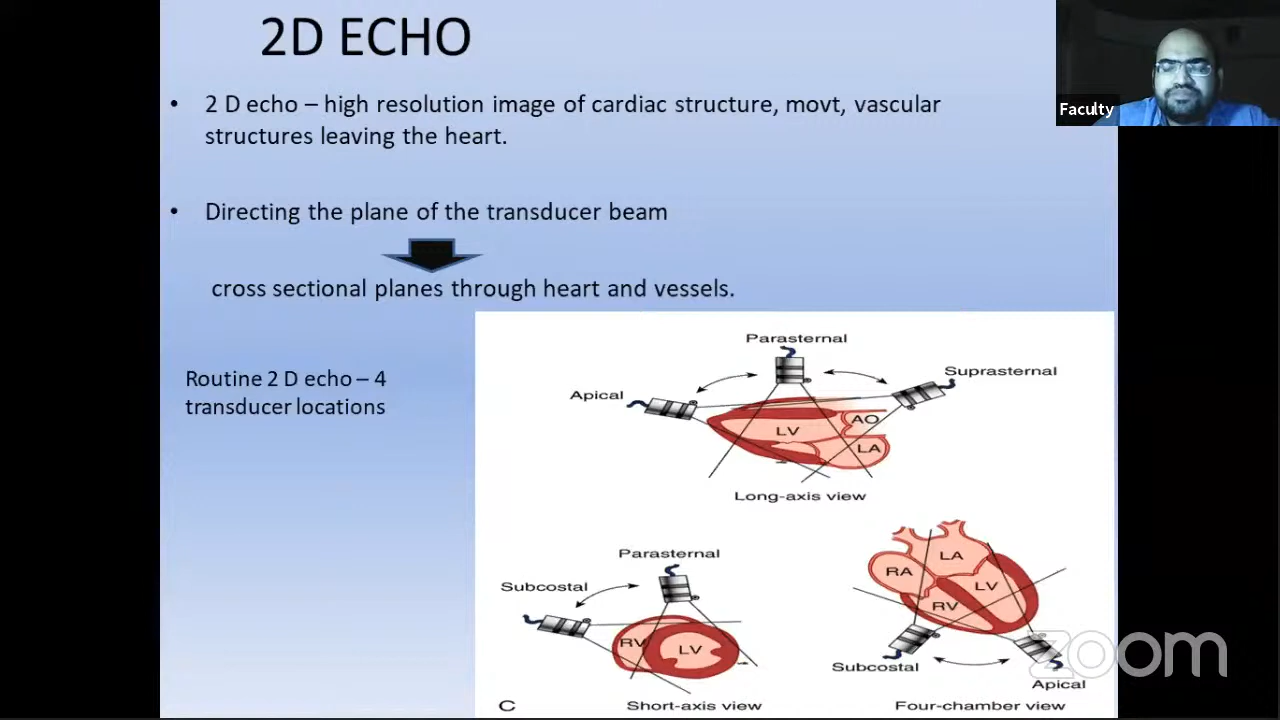 2D ECHO
Faculty
• 2 D echo – high resolution image of cardiac structure, movt, vascular
structures leaving the heart.
• Directing the plane of the transducer beam
cross sectional planes through heart and vessels.
Routine 2 D echo – 4
transducer locations
Parasternal
Suprasternal
Apical
AO
LV
LA
Long-axis view
Parasternal
Subcostal
RV
LV
Short-axis view
LA
RA
LV
RV
Subcostal
Apical
Four-chamber view
C
zoom